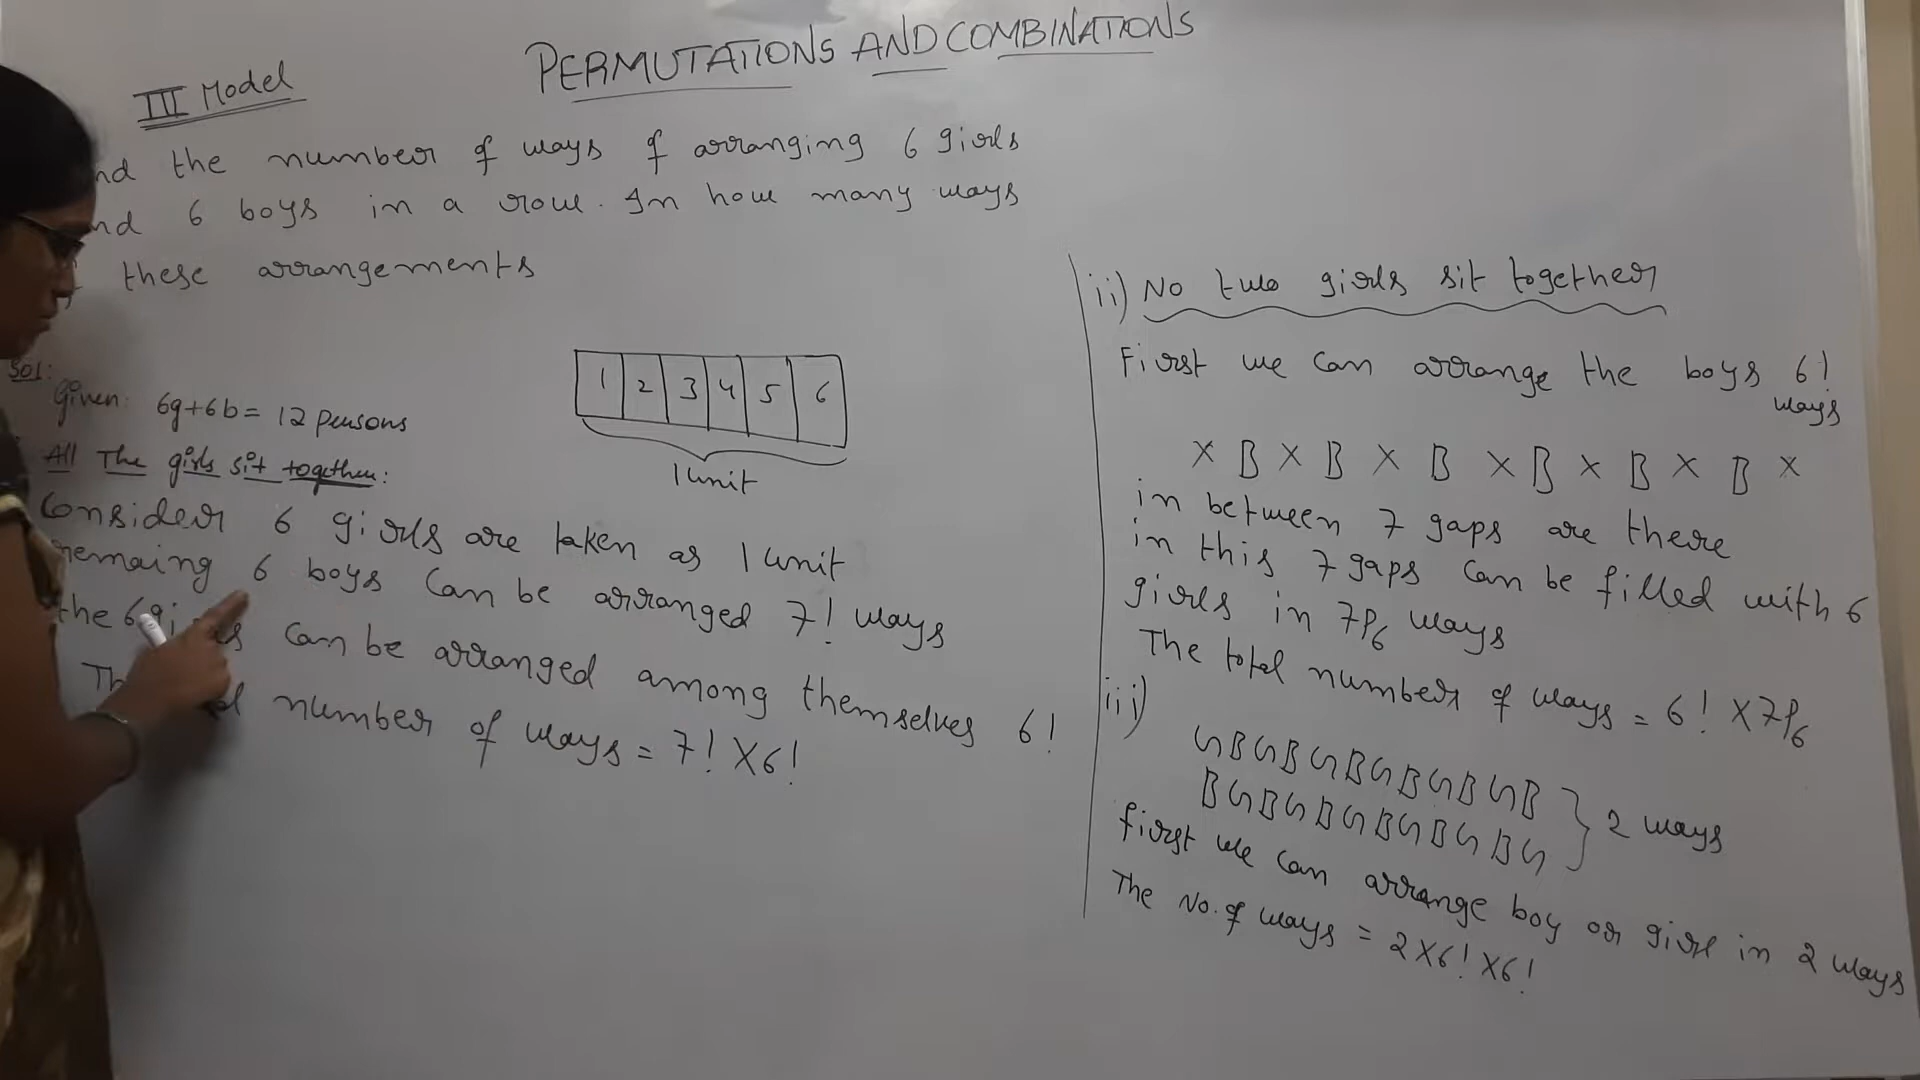 PERMUTATIONS AND COMBINATIONS
III Model
nd the number of ways of arranging 6 girls
nd 6 boys in a row. In how many ways
these arrangements
Sol:
Given: 6g+6b = 12 persons
All The girls sit together:
1 2 3 4 5 6
1 unit
Consider 6 girls are taken as 1 unit
remaing 6 boys can be arranged 7! ways
the 6 can be arranged among themselves 6!
number of ways = 7! X 6!
ii) No two girls sit together
First we can arrange the boys 6!
ways
X B X B X B X B X B X B X
in between 7 gaps are there
in this 7 gaps can be filled with 6
girls in 7P6 ways
The total number of ways = 6! X 7P6
iii)
GBGBGBGBGBGB
BGBGBGBGBGBG } 2 ways
first we can arrange boy or girl in 2 ways
The No. of ways = 2 X 6! X 6!